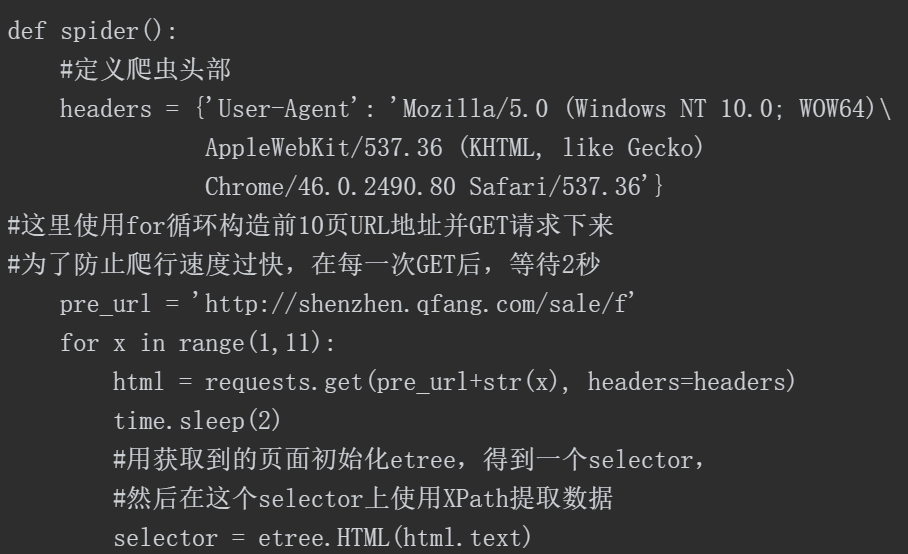 def spider():
    #定义爬虫头部
    headers = {'User-Agent': 'Mozilla/5.0 (Windows NT 10.0; WOW64)\
               AppleWebKit/537.36 (KHTML, like Gecko)
               Chrome/46.0.2490.80 Safari/537.36'}
#这里使用for循环构造前10页URL地址并GET请求下来
#为了防止爬行速度过快，在每一次GET后，等待2秒
    pre_url = 'http://shenzhen.qfang.com/sale/f'
    for x in range(1,11):
        html = requests.get(pre_url+str(x), headers=headers)
        time.sleep(2)
        #用获取到的页面初始化etree，得到一个selector，
        #然后在这个selector上使用XPath提取数据
        selector = etree.HTML(html.text)